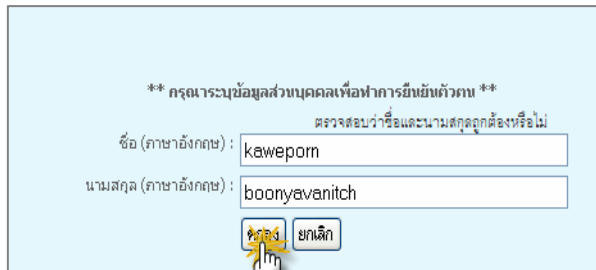 ** กรุณาระบุข้อมูลส่วนบุคคลเพื่อทำการยืนยันตัวตน **
ตรวจสอบว่าชื่อและนามสกุลถูกต้องหรือไม่
ชื่อ (ภาษาอังกฤษ) : kaweporn
นามสกุล (ภาษาอังกฤษ) : boonyavanitch
ยกเลิก